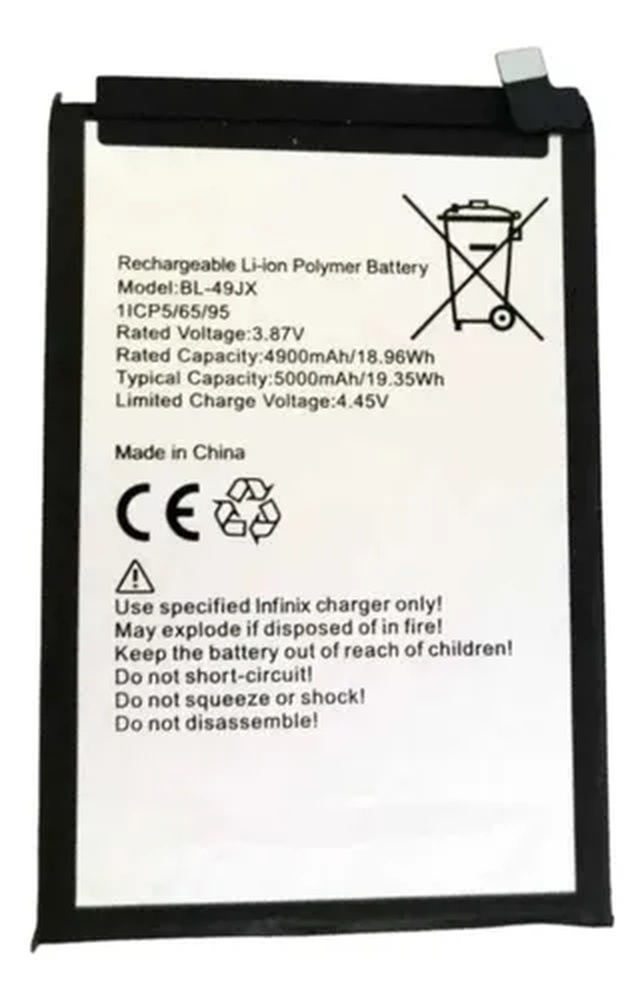 Rechargeable Li-ion Polymer Battery
Model:BL-49JX
1ICP5/65/95
Rated Voltage:3.87V
Rated Capacity:4900mAh/18.96Wh
Typical Capacity:5000mAh/19.35Wh
Limited Charge Voltage:4.45V
Made in China
CE
Use specified Infinix charger only!
May explode if disposed of in fire!
Keep the battery out of reach of children!
Do not short-circuit!
Do not squeeze or shock!
Do not disassemble!